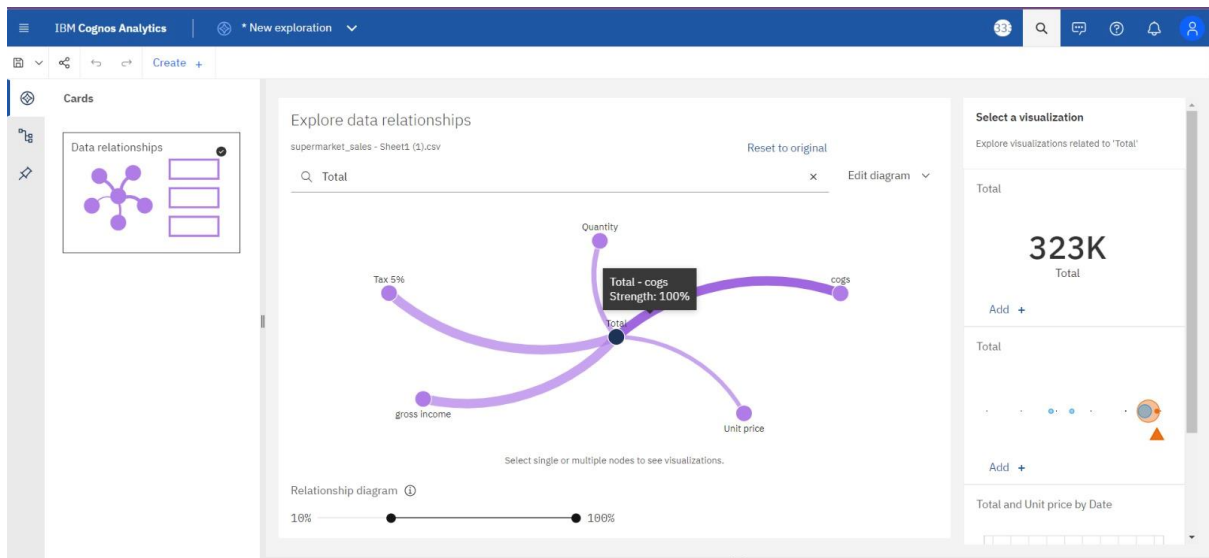 IBM Cognos Analytics
* New exploration
Create +
Cards
Data relationships
Explore data relationships
supermarket_sales - Sheet1 (1).csv
Reset to original
Total
Edit diagram
Quantity
Tax 5%
Total - cogs
Strength: 100%
cogs
Total
gross income
Unit price
Select single or multiple nodes to see visualizations.
Relationship diagram
10%
100%
Select a visualization
Explore visualizations related to 'Total'
Total
323K
Total
Add +
Total
Add +
Total and Unit price by Date